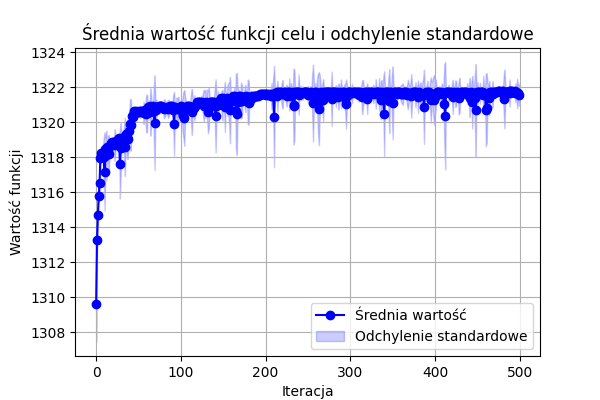 Średnia wartość funkcji celu i odchylenie standardowe
1324
1322
1320
1318
1316
1314
1312
1310
1308
Wartość funkcji
0 100 200 300 400 500
Iteracja
Średnia wartość
Odchylenie standardowe